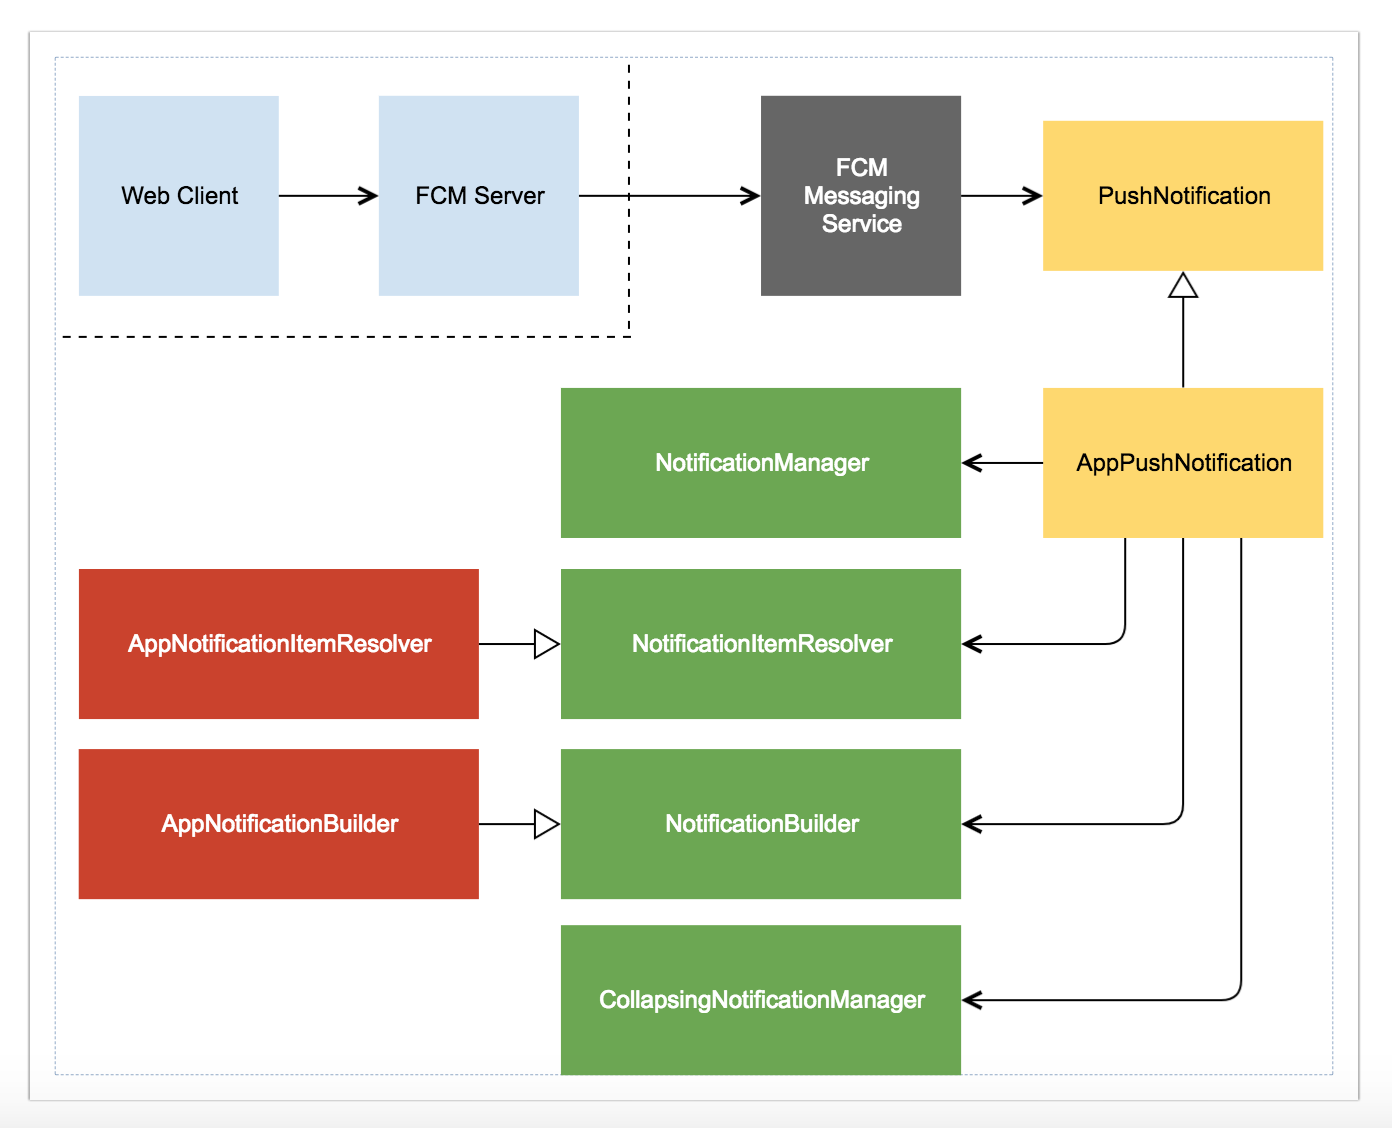 Web Client
FCM Server
FCM
Messaging
Service
PushNotification
NotificationManager
AppPushNotification
AppNotificationItemResolver
NotificationItemResolver
AppNotificationBuilder
NotificationBuilder
CollapsingNotificationManager